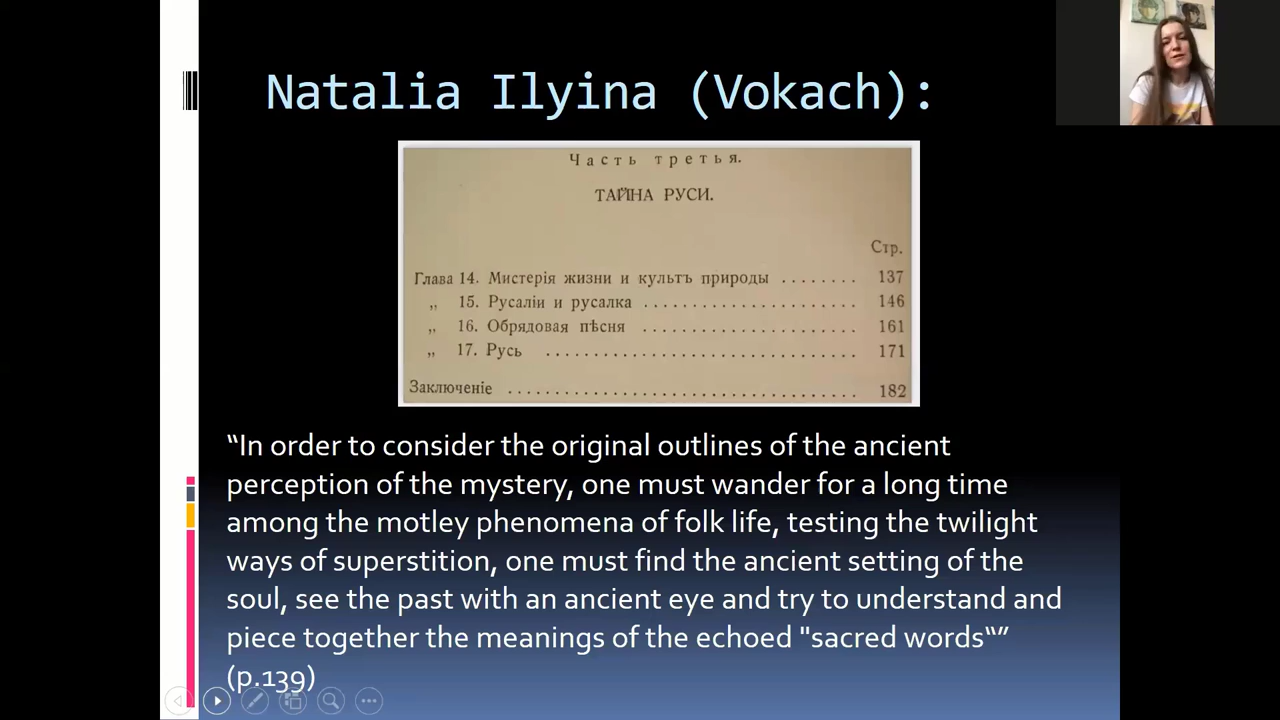 Natalia Ilyina (Vokach):
Часть третья.
ТАЙНА РУСИ.
Стр.
Глава 14. Мистерія жизни и культъ природы ........ 137
„ 15. Русаліи и русалка .................... 146
„ 16. Обрядовая пѣсня .................... 161
„ 17. Русь ............................. 171
Заключеніе ................................. 182
“In order to consider the original outlines of the ancient
perception of the mystery, one must wander for a long time
among the motley phenomena of folk life, testing the twilight
ways of superstition, one must find the ancient setting of the
soul, see the past with an ancient eye and try to understand and
piece together the meanings of the echoed "sacred words“”
(p.139)